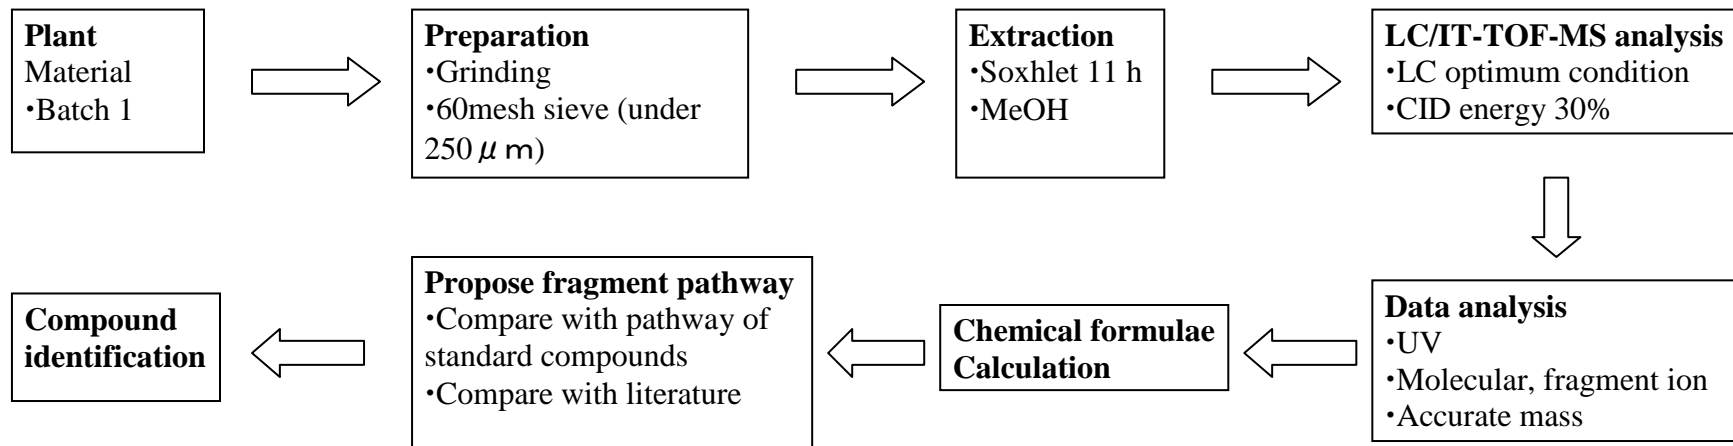 Plant
Material
・Batch 1
Preparation
・Grinding
・60mesh sieve (under
250μm)
Extraction
・Soxhlet 11 h
・MeOH
LC/IT-TOF-MS analysis
・LC optimum condition
・CID energy 30%
Data analysis
・UV
・Molecular, fragment ion
・Accurate mass
Chemical formulae
Calculation
Propose fragment pathway
・Compare with pathway of
standard compounds
・Compare with literature
Compound
identification